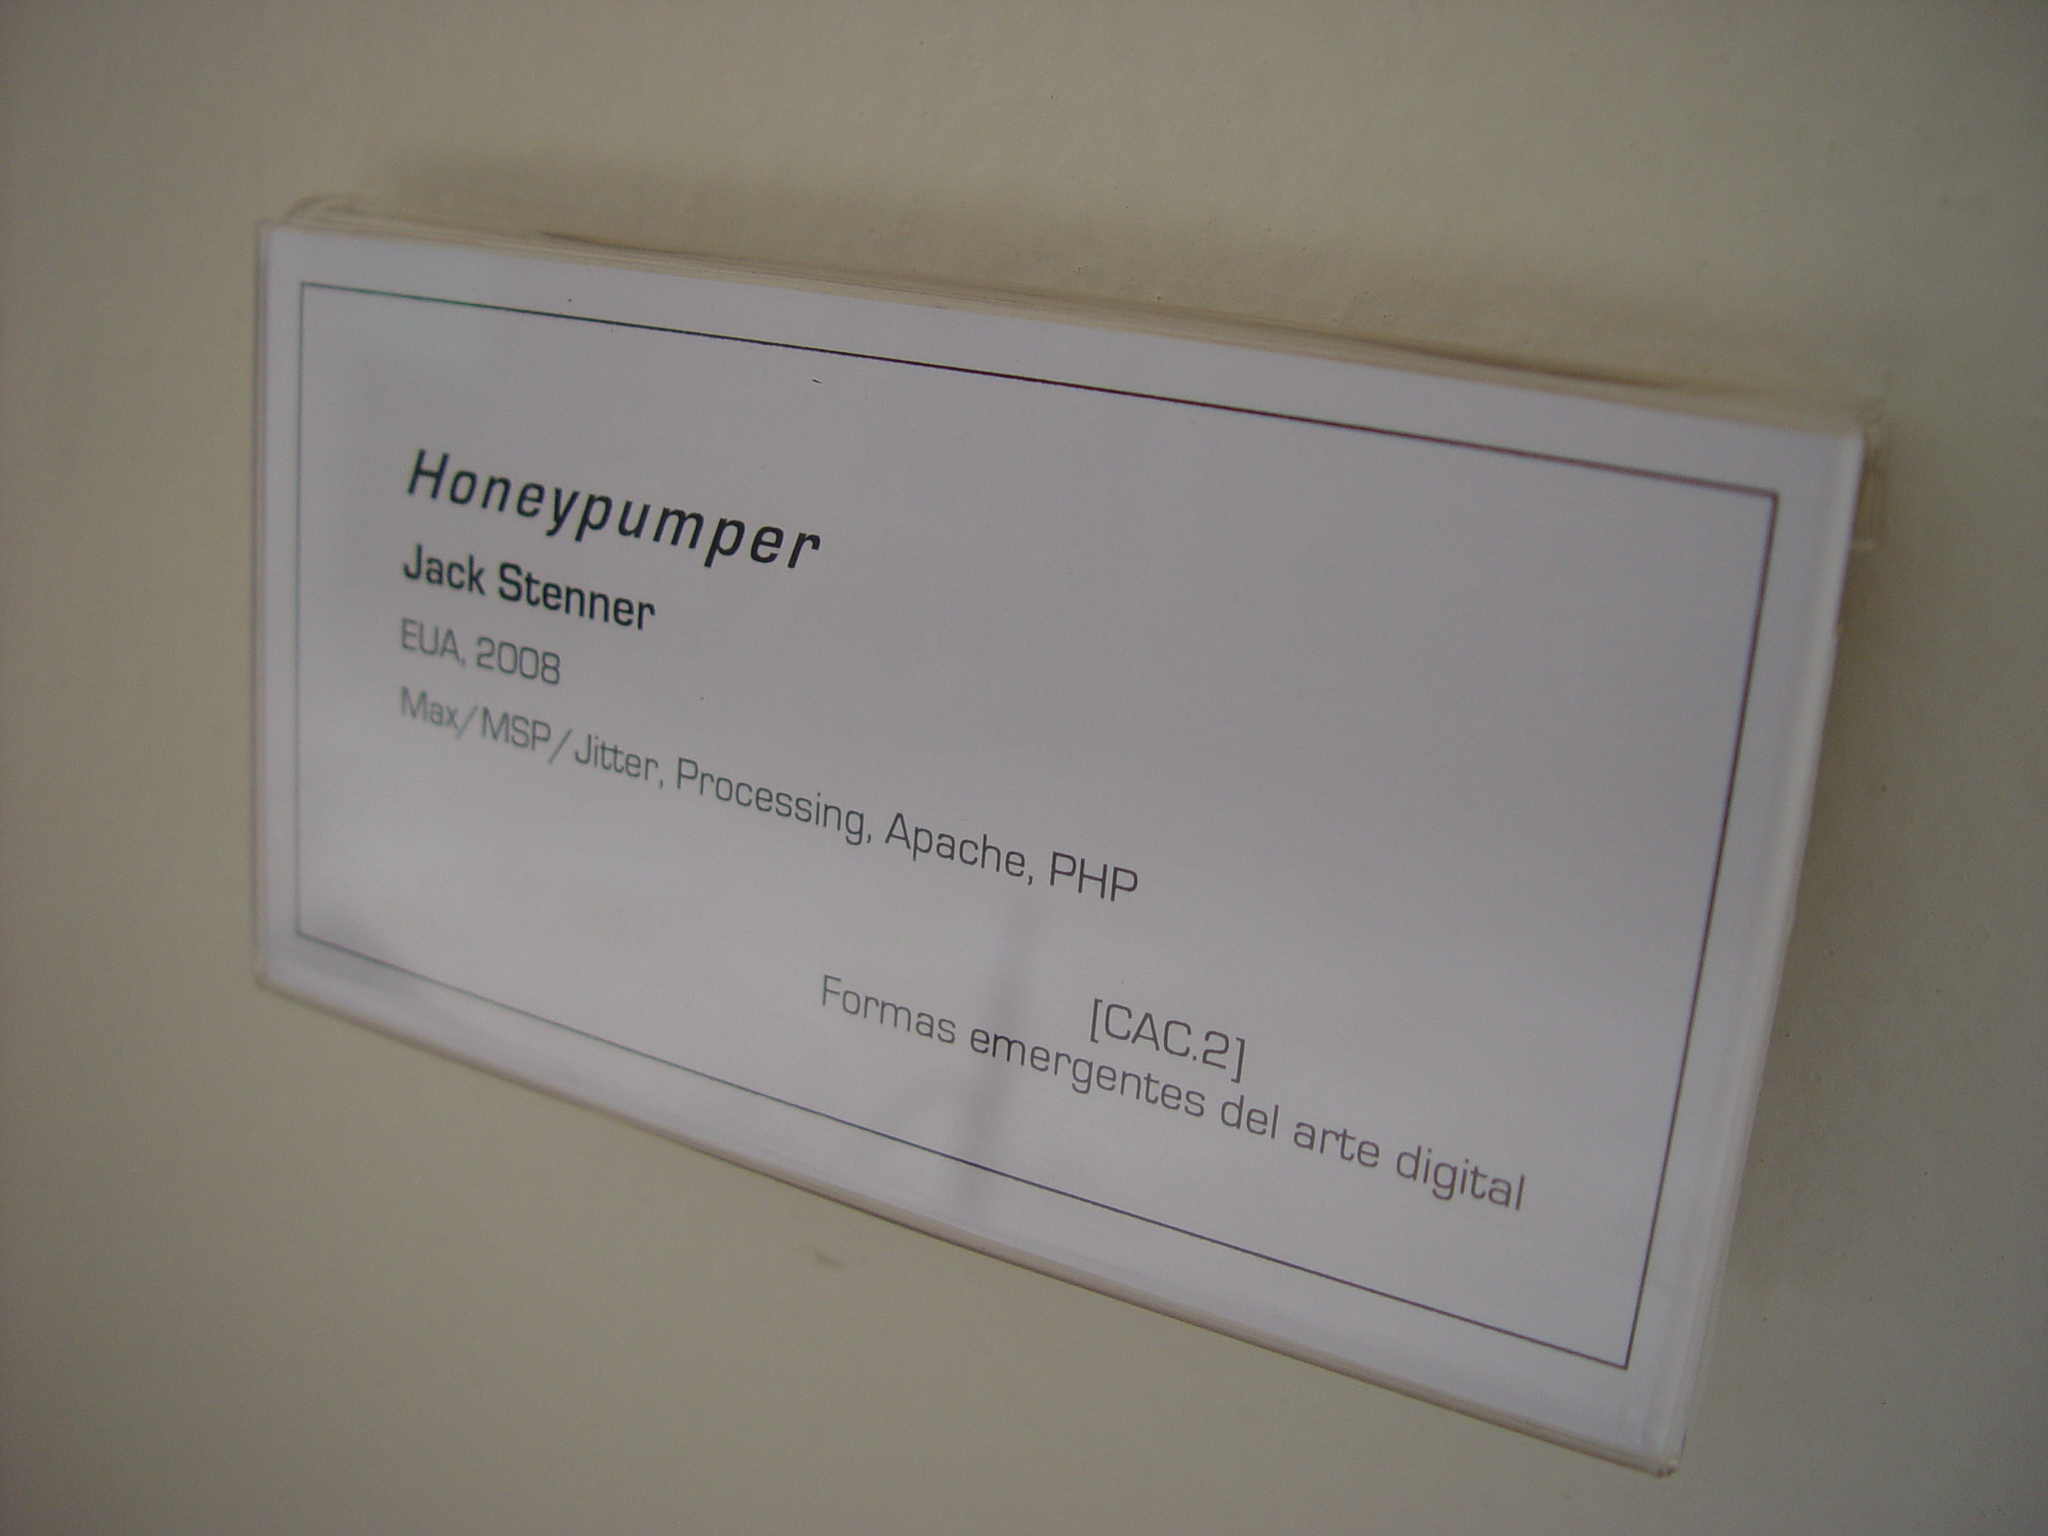 Honeypumper
Jack Stenner
EUA, 2008
Max/MSP/Jitter, Processing, Apache, PHP
[CAC.2]
Formas emergentes del arte digital